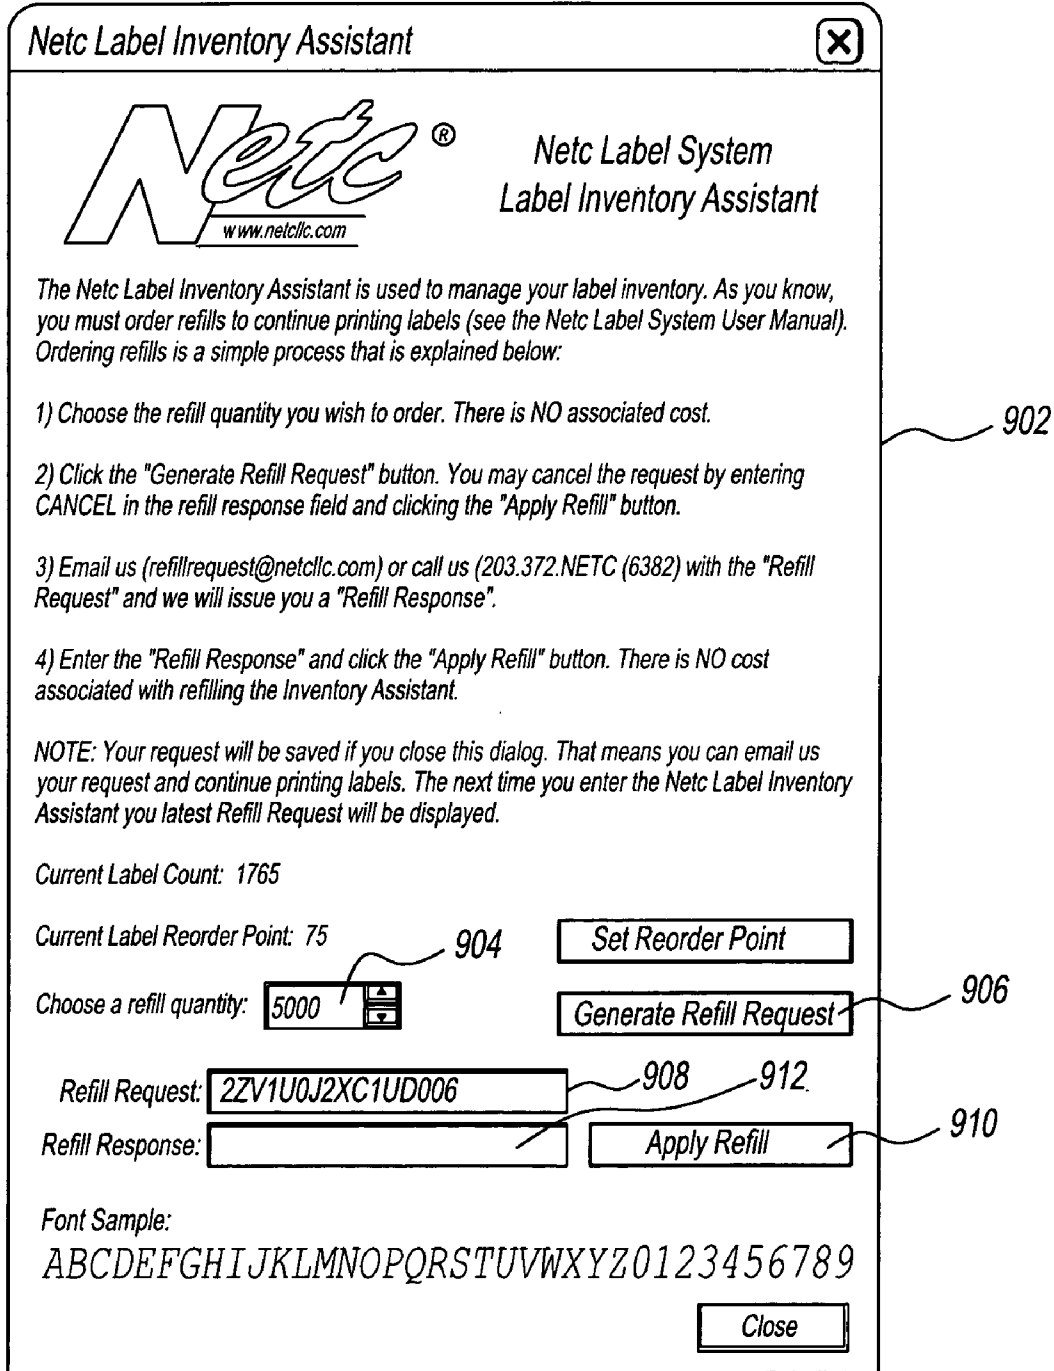 Netc Label Inventory Assistant
Netc ®
www.netcllc.com
Netc Label System
Label Inventory Assistant
The Netc Label Inventory Assistant is used to manage your label inventory. As you know,
you must order refills to continue printing labels (see the Netc Label System User Manual).
Ordering refills is a simple process that is explained below:
1) Choose the refill quantity you wish to order. There is NO associated cost.
902
2) Click the "Generate Refill Request" button. You may cancel the request by entering
CANCEL in the refill response field and clicking the "Apply Refill" button.
3) Email us (refillrequest@netcllc.com) or call us (203.372.NETC (6382) with the "Refill
Request" and we will issue you a "Refill Response".
4) Enter the "Refill Response" and click the "Apply Refill" button. There is NO cost
associated with refilling the Inventory Assistant.
NOTE: Your request will be saved if you close this dialog. That means you can email us
your request and continue printing labels. The next time you enter the Netc Label Inventory
Assistant you latest Refill Request will be displayed.
Current Label Count: 1765
Current Label Reorder Point: 75
904
Set Reorder Point
Choose a refill quantity: 5000
Generate Refill Request
906
Refill Request: 2ZV1U0J2XC1UD006
908
912
Refill Response:
Apply Refill
910
Font Sample:
ABCDEFGHIJKLMNOPQRSTUVWXYZ0123456789
Close